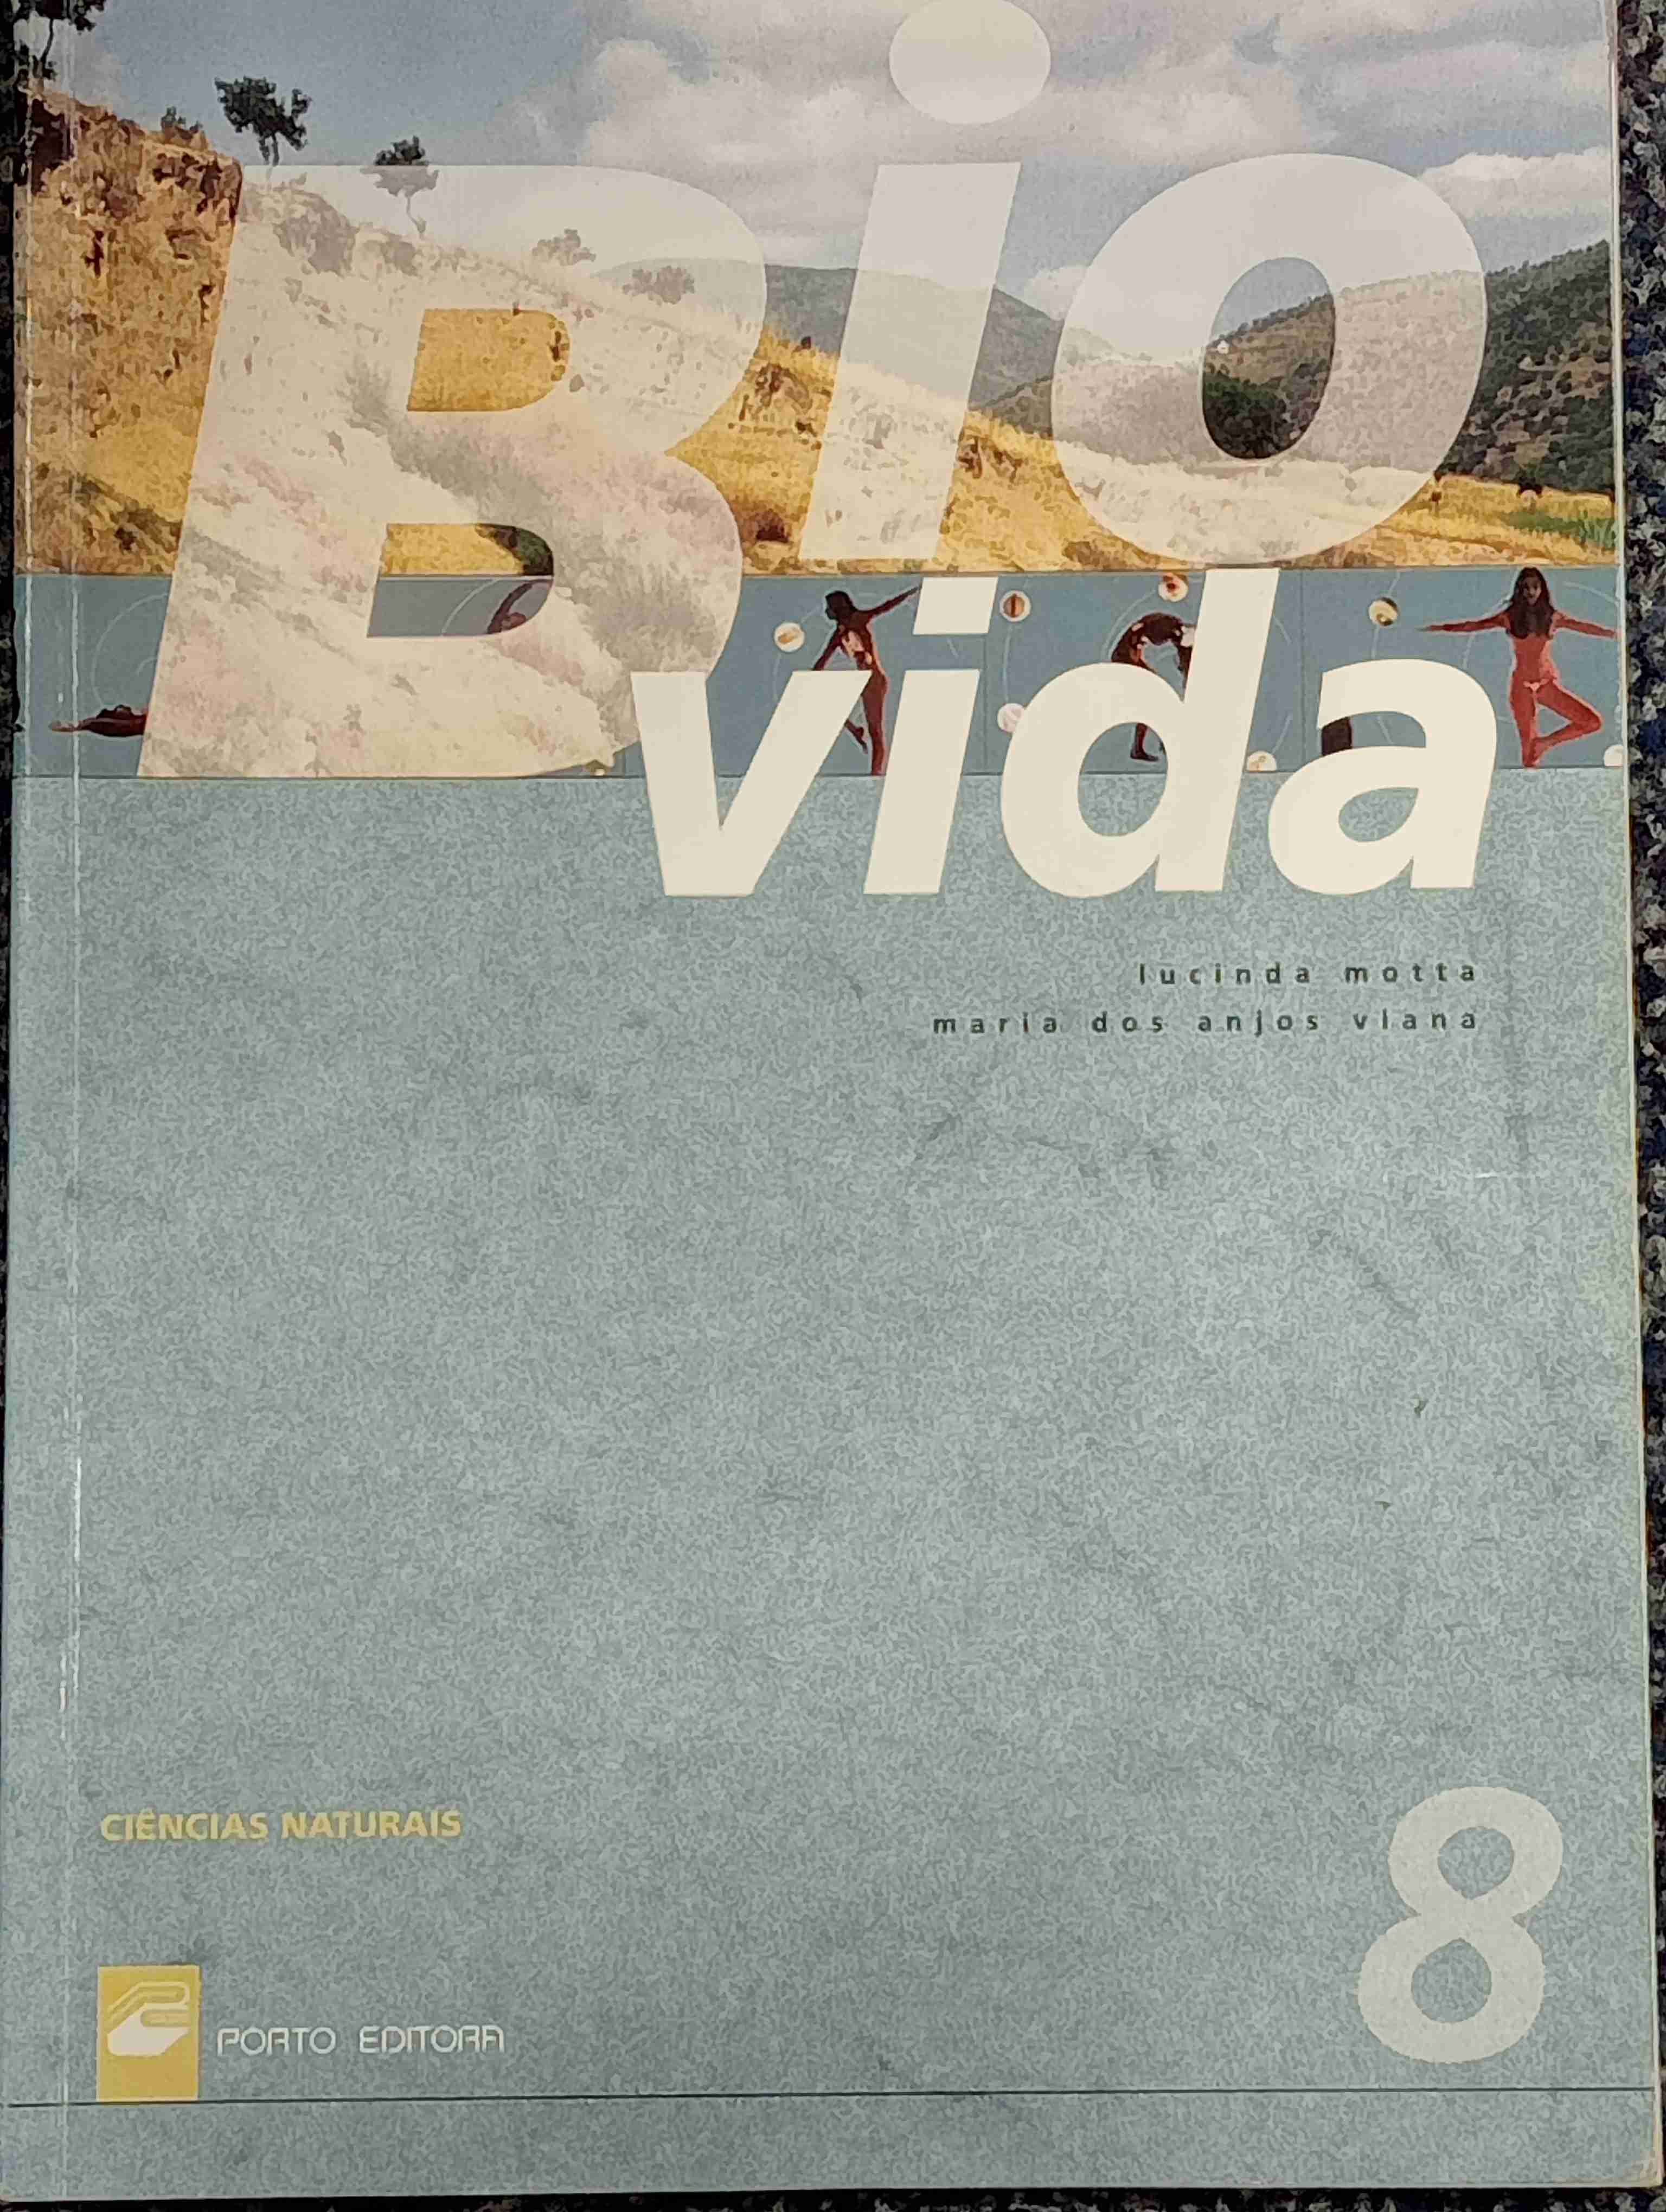 Bio
vida
lucinda motta
maria dos anjos viana
CIÊNCIAS NATURAIS
8
PORTO EDITORA